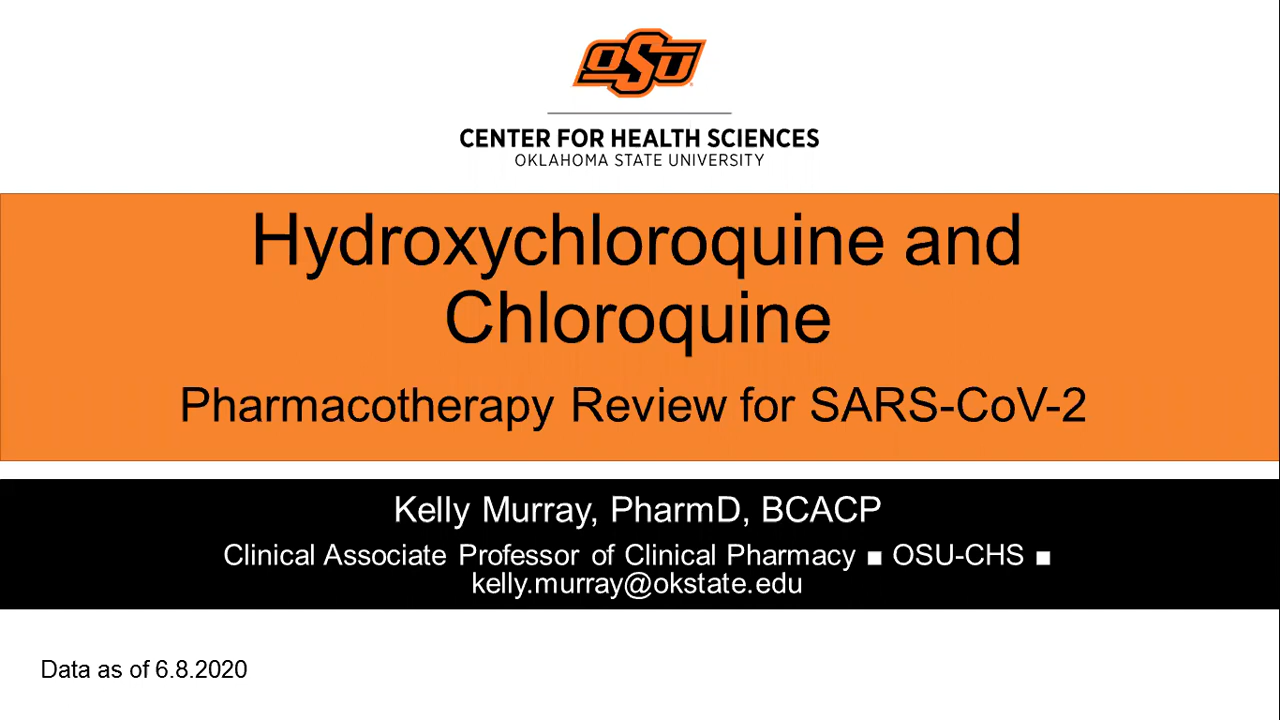 OSU
CENTER FOR HEALTH SCIENCES
OKLAHOMA STATE UNIVERSITY
Hydroxychloroquine and
Chloroquine
Pharmacotherapy Review for SARS-CoV-2
Kelly Murray, PharmD, BCACP
Clinical Associate Professor of Clinical Pharmacy ■ OSU-CHS ■
kelly.murray@okstate.edu
Data as of 6.8.2020